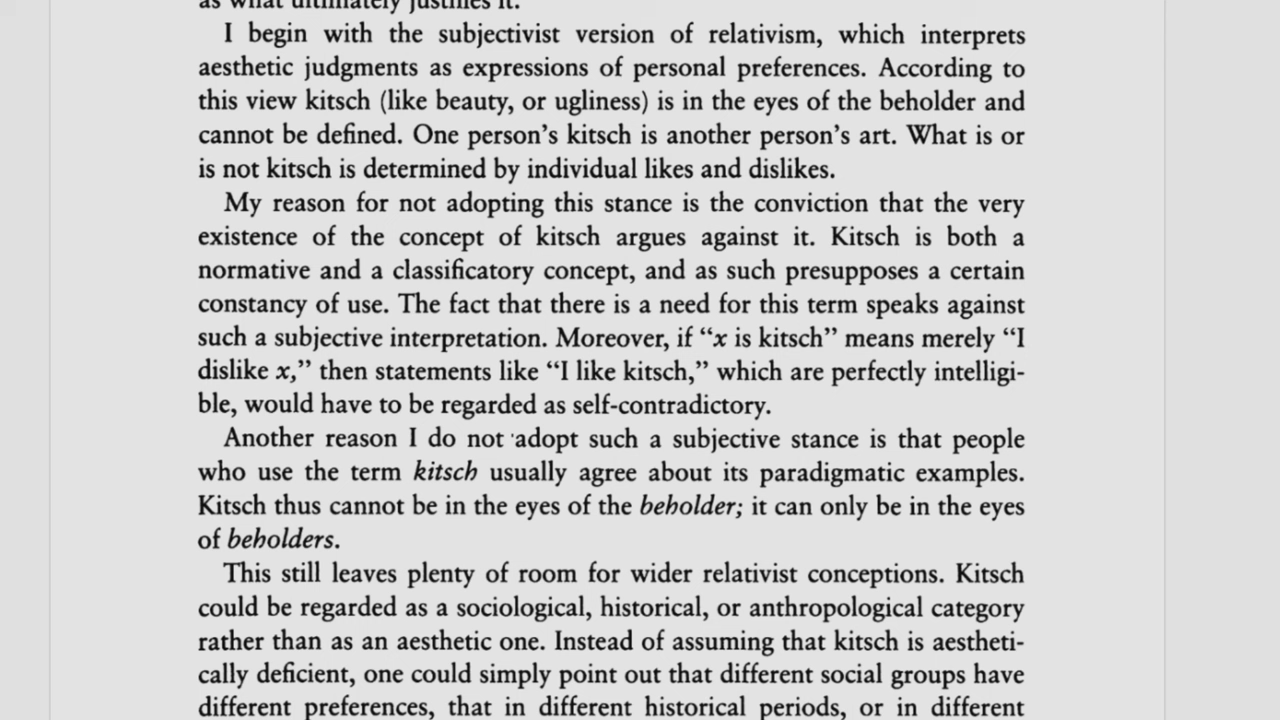 as what ultimately justifies it.
I begin with the subjectivist version of relativism, which interprets
aesthetic judgments as expressions of personal preferences. According to
this view kitsch (like beauty, or ugliness) is in the eyes of the beholder and
cannot be defined. One person’s kitsch is another person’s art. What is or
is not kitsch is determined by individual likes and dislikes.
My reason for not adopting this stance is the conviction that the very
existence of the concept of kitsch argues against it. Kitsch is both a
normative and a classificatory concept, and as such presupposes a certain
constancy of use. The fact that there is a need for this term speaks against
such a subjective interpretation. Moreover, if “x is kitsch” means merely “I
dislike x,” then statements like “I like kitsch,” which are perfectly intelligi-
ble, would have to be regarded as self-contradictory.
Another reason I do not adopt such a subjective stance is that people
who use the term kitsch usually agree about its paradigmatic examples.
Kitsch thus cannot be in the eyes of the beholder; it can only be in the eyes
of beholders.
This still leaves plenty of room for wider relativist conceptions. Kitsch
could be regarded as a sociological, historical, or anthropological category
rather than as an aesthetic one. Instead of assuming that kitsch is aestheti-
cally deficient, one could simply point out that different social groups have
different preferences, that in different historical periods, or in different